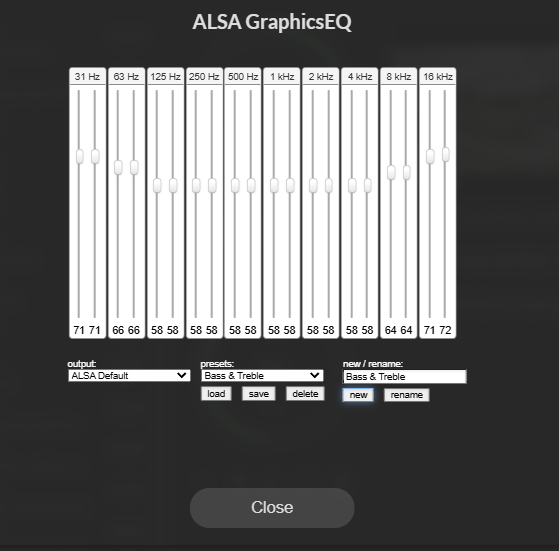 ALSA GraphicsEQ
31 Hz 63 Hz 125 Hz 250 Hz 500 Hz 1 kHz 2 kHz 4 kHz 8 kHz 16 kHz
71 71 66 66 58 58 58 58 58 58 58 58 58 58 58 58 64 64 71 72
output: presets: new / rename:
ALSA Default Bass & Treble Bass & Treble
load save delete new rename
Close